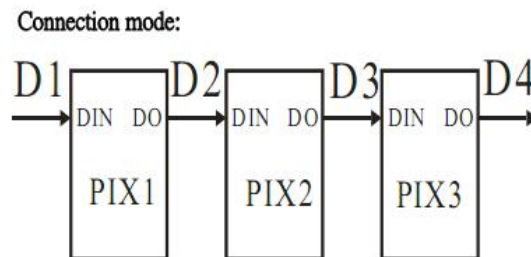 Connection mode:
D1 D2 D3 D4
DIN DO DIN DO DIN DO
PIX1 PIX2 PIX3